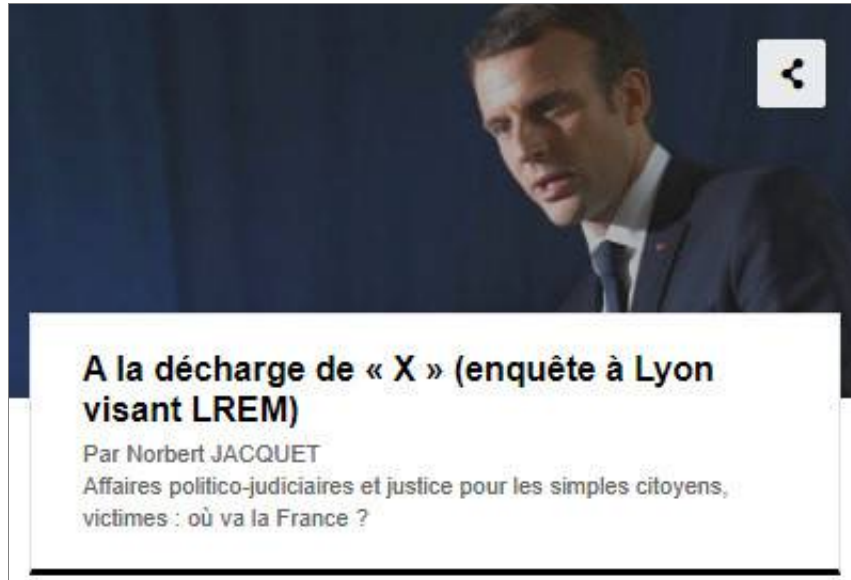 A la décharge de « X » (enquête à Lyon
visant LREM)
Par Norbert JACQUET
Affaires politico-judiciaires et justice pour les simples citoyens,
victimes : où va la France ?